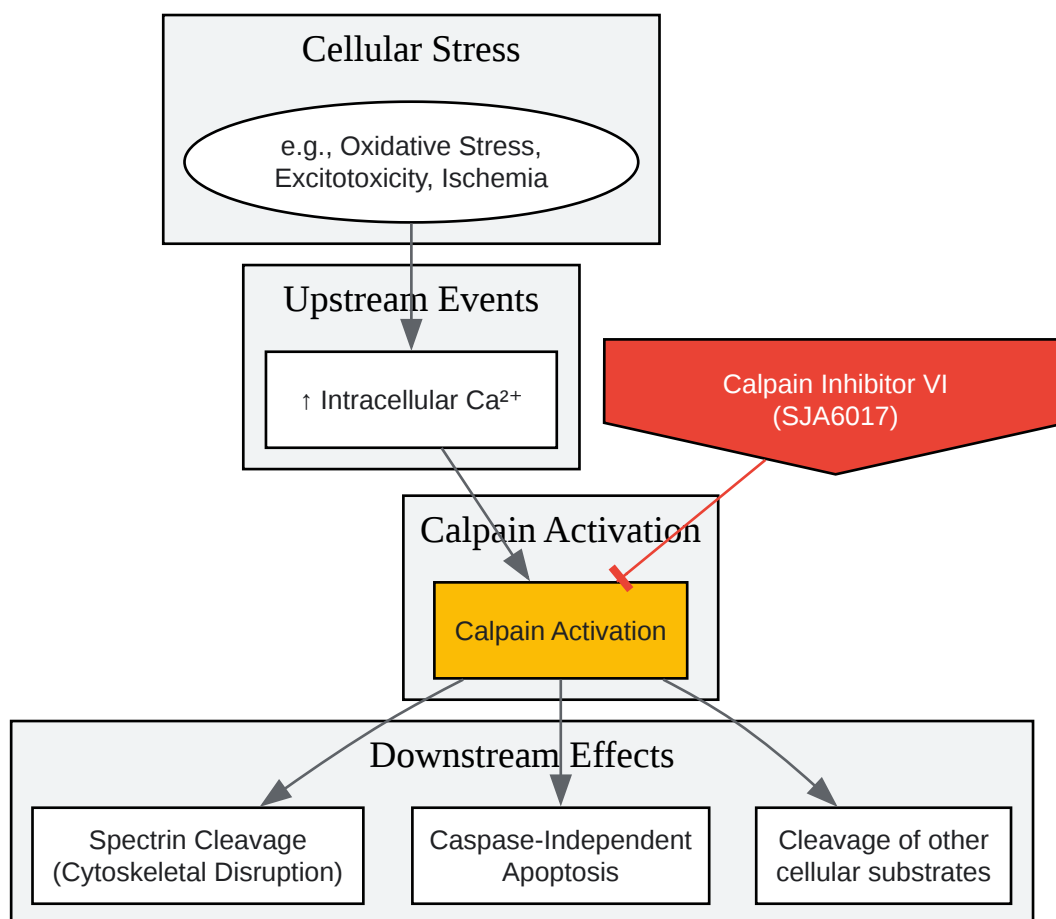 Cellular Stress
e.g., Oxidative Stress,
Excitotoxicity, Ischemia
Upstream Events
↑ Intracellular Ca²⁺
Calpain Inhibitor VI
(SJA6017)
Calpain Activation
Calpain Activation
Downstream Effects
Spectrin Cleavage
(Cytoskeletal Disruption)
Caspase-Independent
Apoptosis
Cleavage of other
cellular substrates